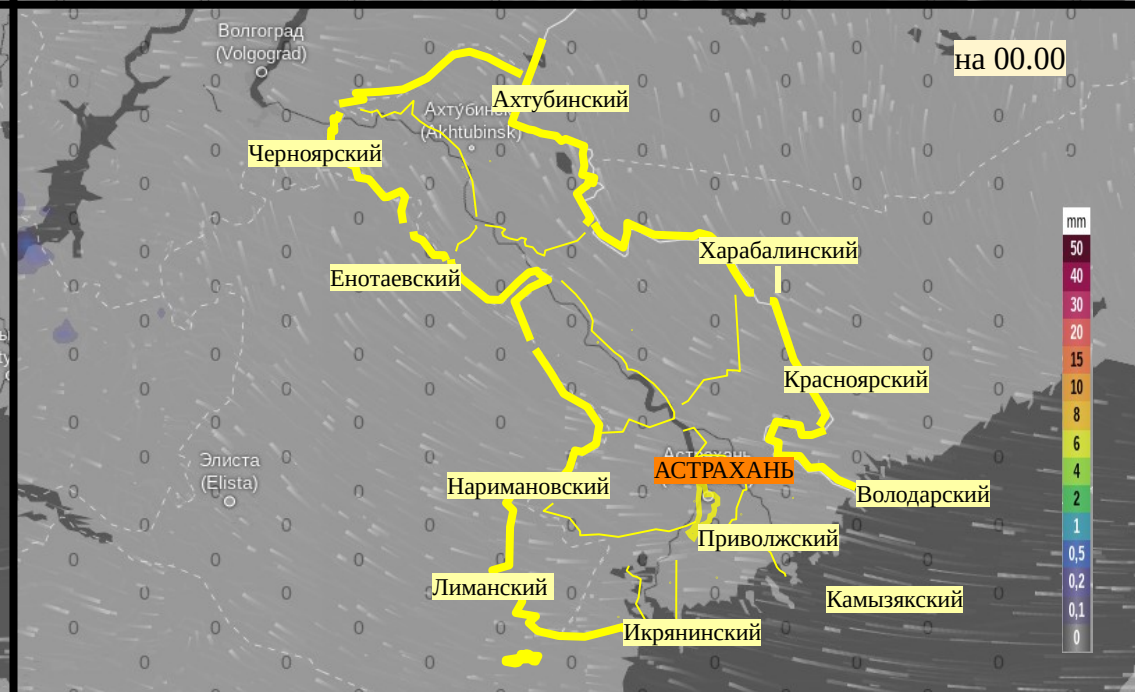 Волгоград
(Volgograd)
на 00.00
Ахтубинский
(Akhtubinsk)
Черноярский
Харабалинский
Енотаевский
mm
50
40
30
20
15
10
8
6
4
2
1
0,5
0,2
0,1
0
Красноярский
Элиста
(Elista)
АСТРАХАНЬ
Наримановский
Володарский
Приволжский
Лиманский
Камызякский
Икрянинский